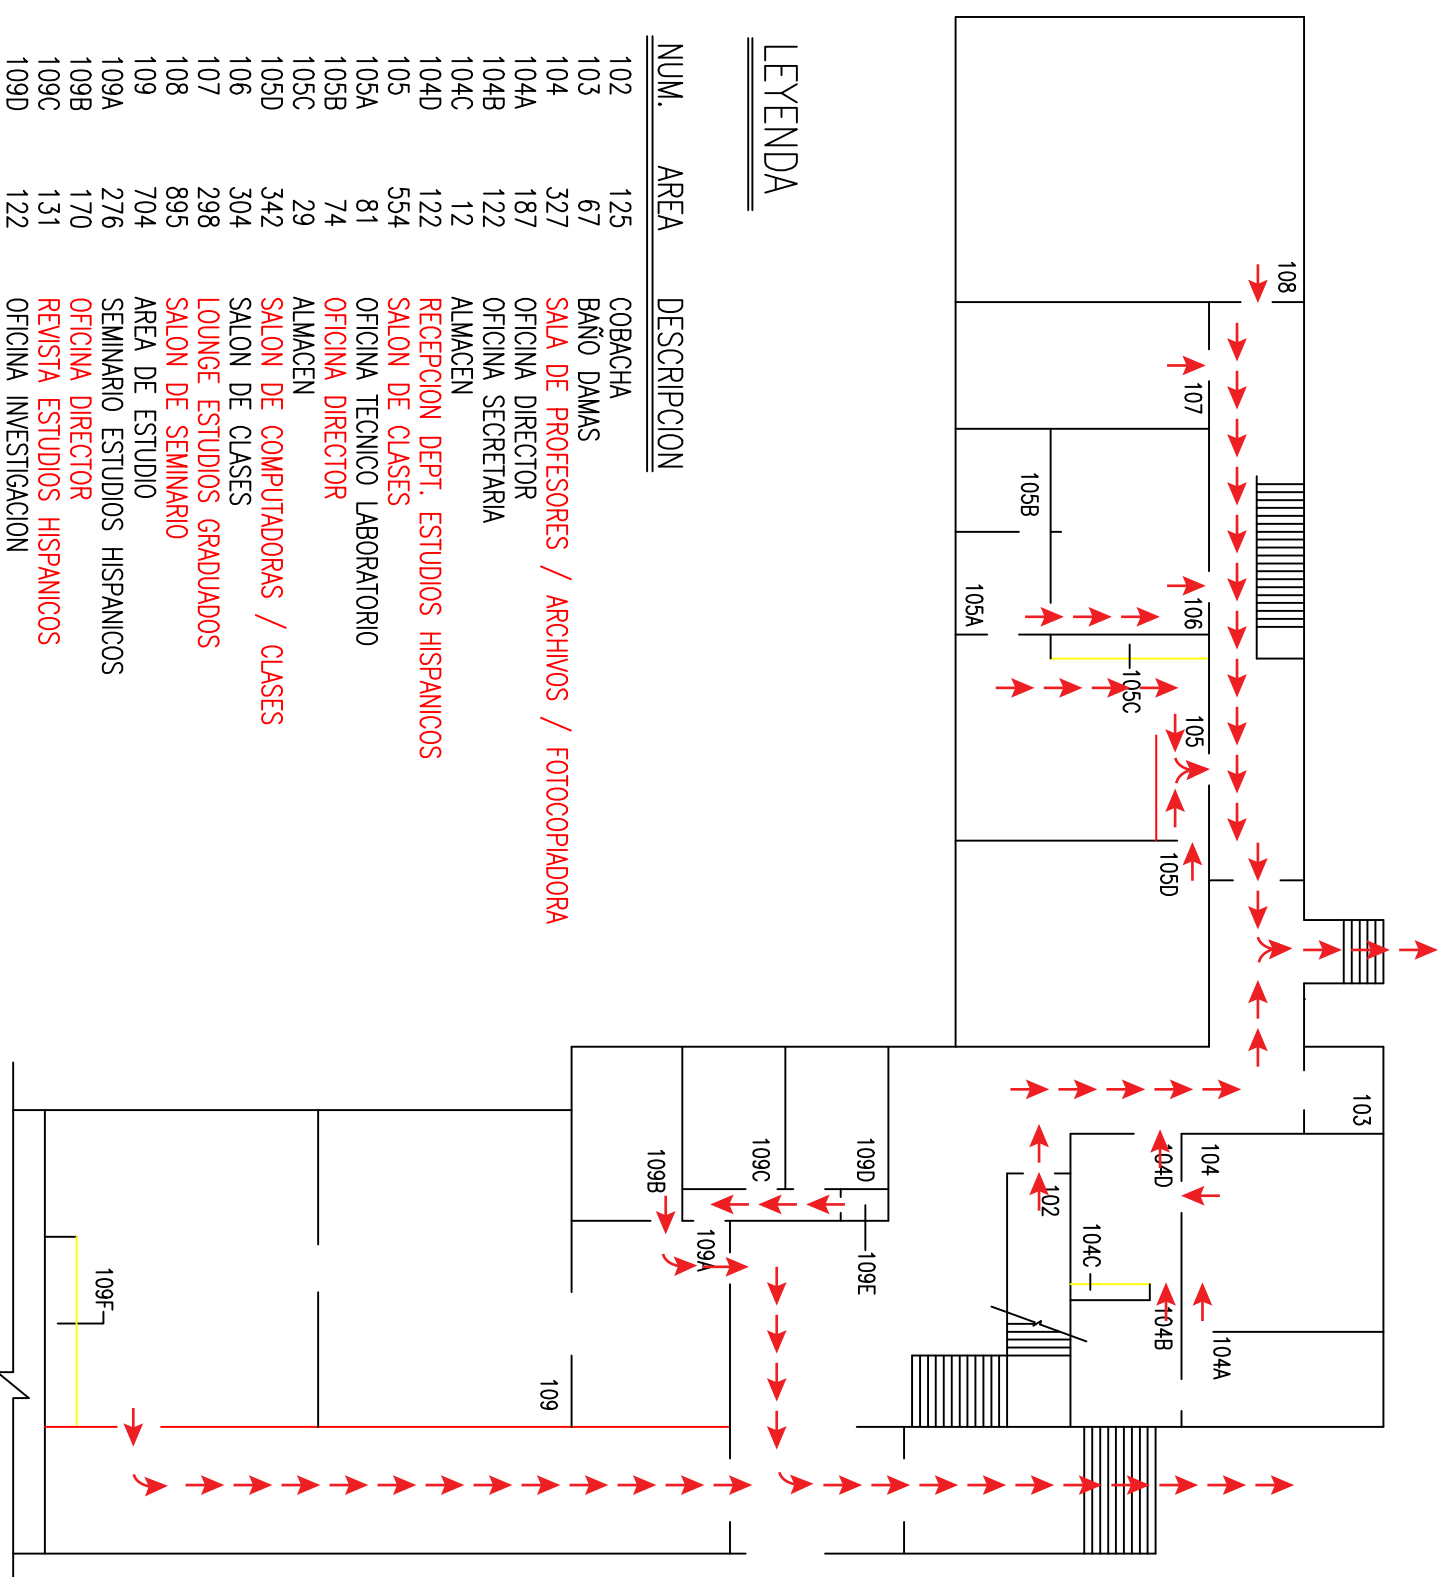 LEYENDA
NUM. AREA DESCRIPCION
102 125 COBACHA
103 67 BAÑO DAMAS
104 327 SALA DE PROFESORES / ARCHIVOS / FOTOCOPIADORA
104A 187 OFICINA DIRECTOR
104B 122 OFICINA SECRETARIA
104C 12 ALMACEN
104D 122 RECEPCION DEPT. ESTUDIOS HISPANICOS
105 554 SALON DE CLASES
105A 81 OFICINA TECNICO LABORATORIO
105B 74 OFICINA DIRECTOR
105C 29 ALMACEN
105D 342 SALON DE COMPUTADORAS / CLASES
106 304 SALON DE CLASES
107 298 LOUNGE ESTUDIOS GRADUADOS
108 895 SALON DE SEMINARIO
109 704 AREA DE ESTUDIO
109A 276 SEMINARIO ESTUDIOS HISPANICOS
109B 170 OFICINA DIRECTOR
109C 131 REVISTA ESTUDIOS HISPANICOS
109D 122 OFICINA INVESTIGACION
108
107
106
105B
105A
105C
105
105D
103
104
104D
102
104C
104B
104A
109D
109C
109B
109A
109E
109
109F